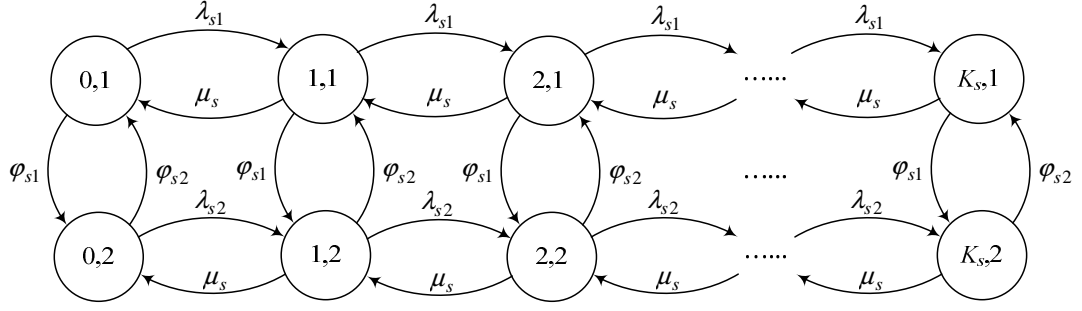 λs1 λs1 λs1 λs1
0,1 1,1 2,1 ...... Ks,1
μs μs μs μs
φs1 φs2 φs1 φs2 φs1 φs2 ...... φs1 φs2
λs2 λs2 λs2 λs2
0,2 1,2 2,2 ...... Ks,2
μs μs μs μs